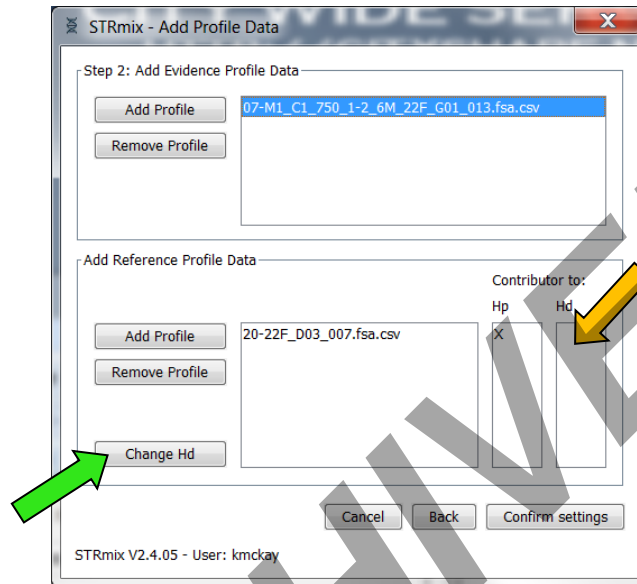 STRmix - Add Profile Data
X
Step 2: Add Evidence Profile Data
Add Profile
07-M1_C1_750_1-2_6M_22F_G01_013.fsa.csv
Remove Profile
Add Reference Profile Data
Contributor to:
Hp Hd
Add Profile
20-22F_D03_007.fsa.csv
X
Remove Profile
Change Hd
Cancel Back Confirm settings
STRmix V2.4.05 - User: kmckay